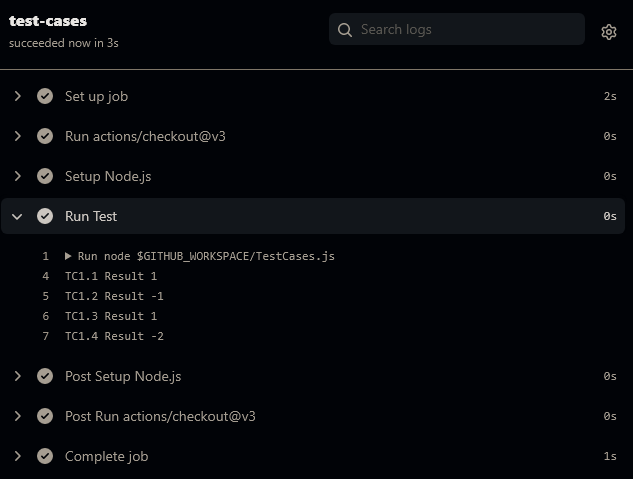 test-cases
succeeded now in 3s
Search logs
Set up job 2s
Run actions/checkout@v3 0s
Setup Node.js 0s
Run Test 0s
1 Run node $GITHUB_WORKSPACE/TestCases.js
4 TC1.1 Result 1
5 TC1.2 Result -1
6 TC1.3 Result 1
7 TC1.4 Result -2
Post Setup Node.js 0s
Post Run actions/checkout@v3 0s
Complete job 1s